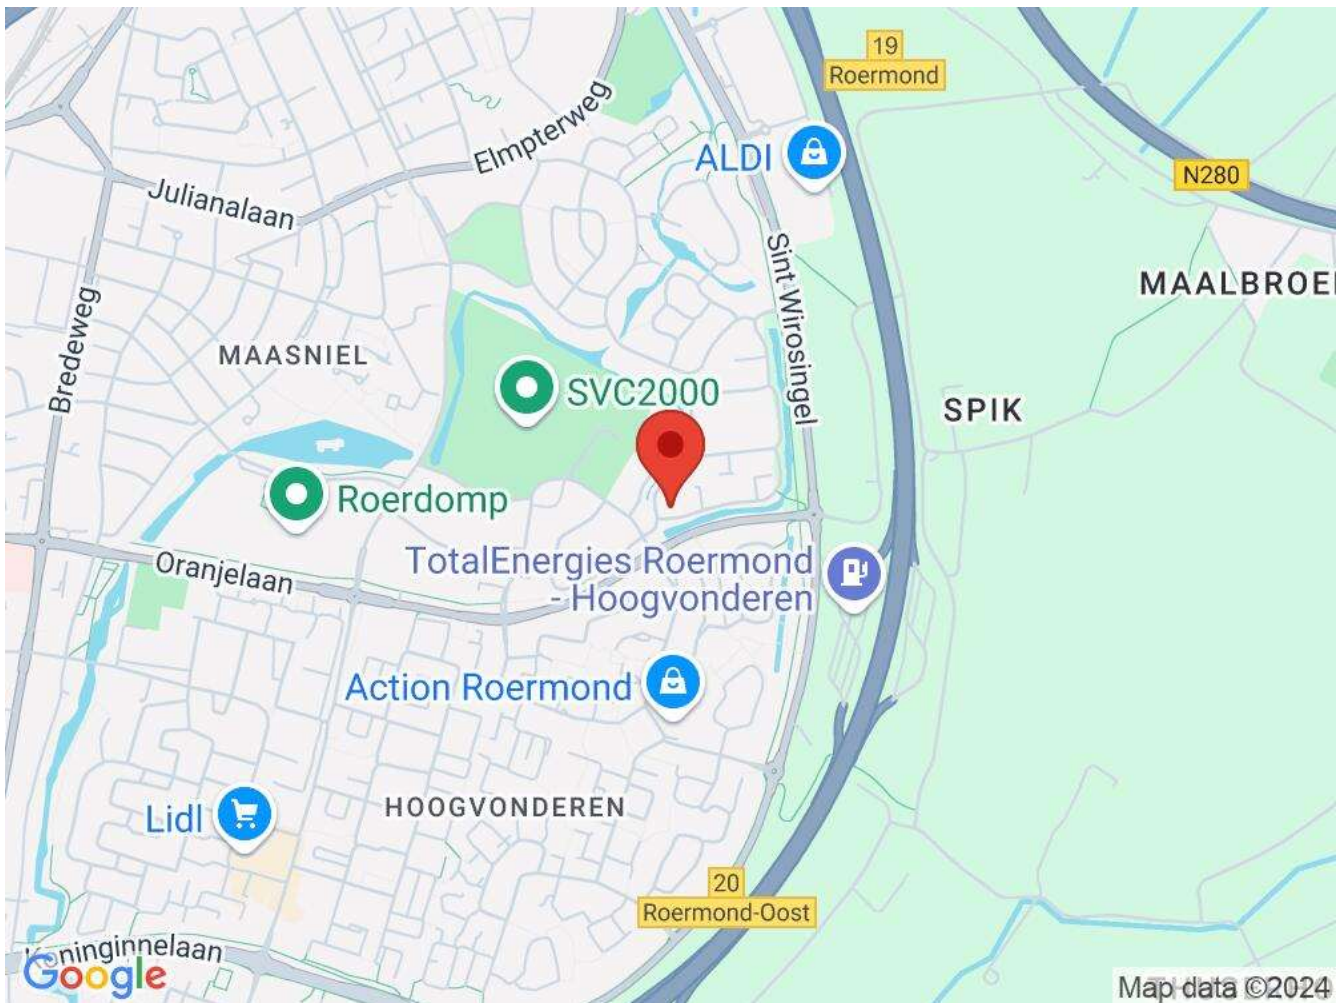 19
Roermond
Elmpterweg
ALDI
N280
Julianalaan
Sint Wirosingel
Bredeweg
MAALBROE
MAASNIEL
SVC2000
SPIK
Roerdomp
TotalEnergies Roermond
- Hoogvonderen
Oranjelaan
Action Roermond
Lidl
HOOGVONDEREN
20
Roermond-Oost
Koninginnelaan
Google
Map data ©2024